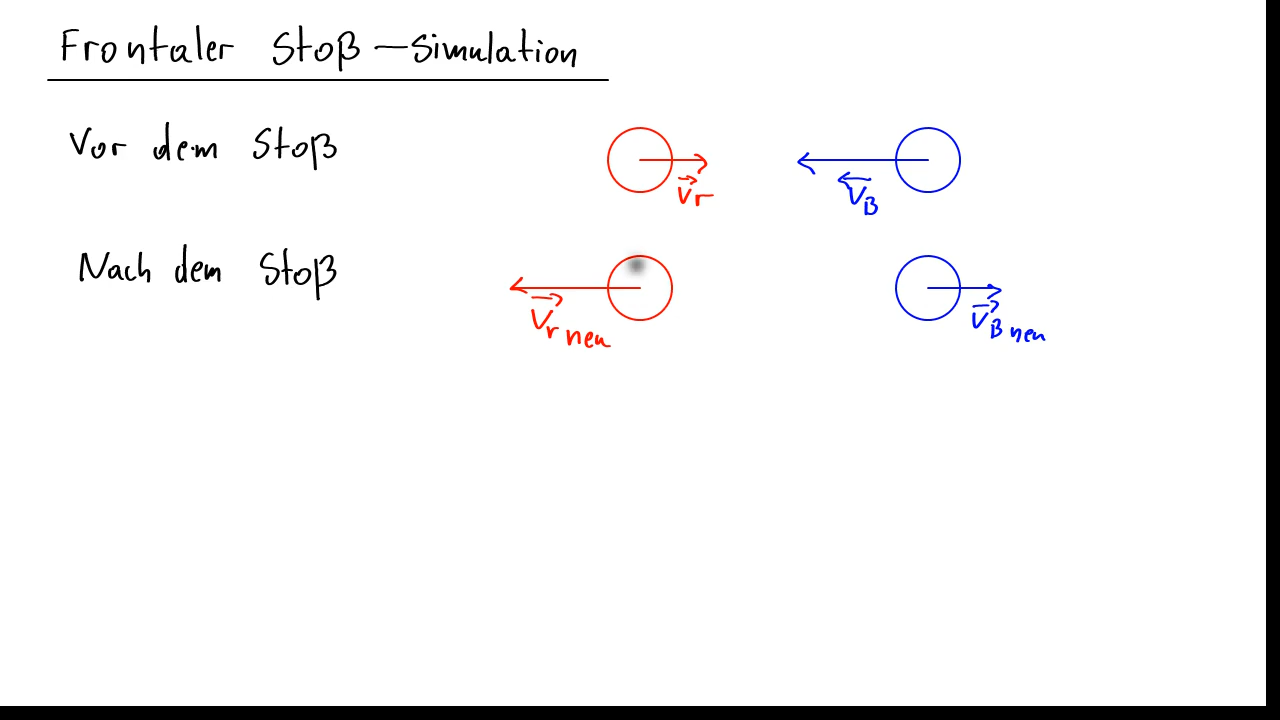 Frontaler Stoß – Simulation
Vor dem Stoß
v⃗r
v⃖B
Nach dem Stoß
v⃗r neu
v⃗B neu